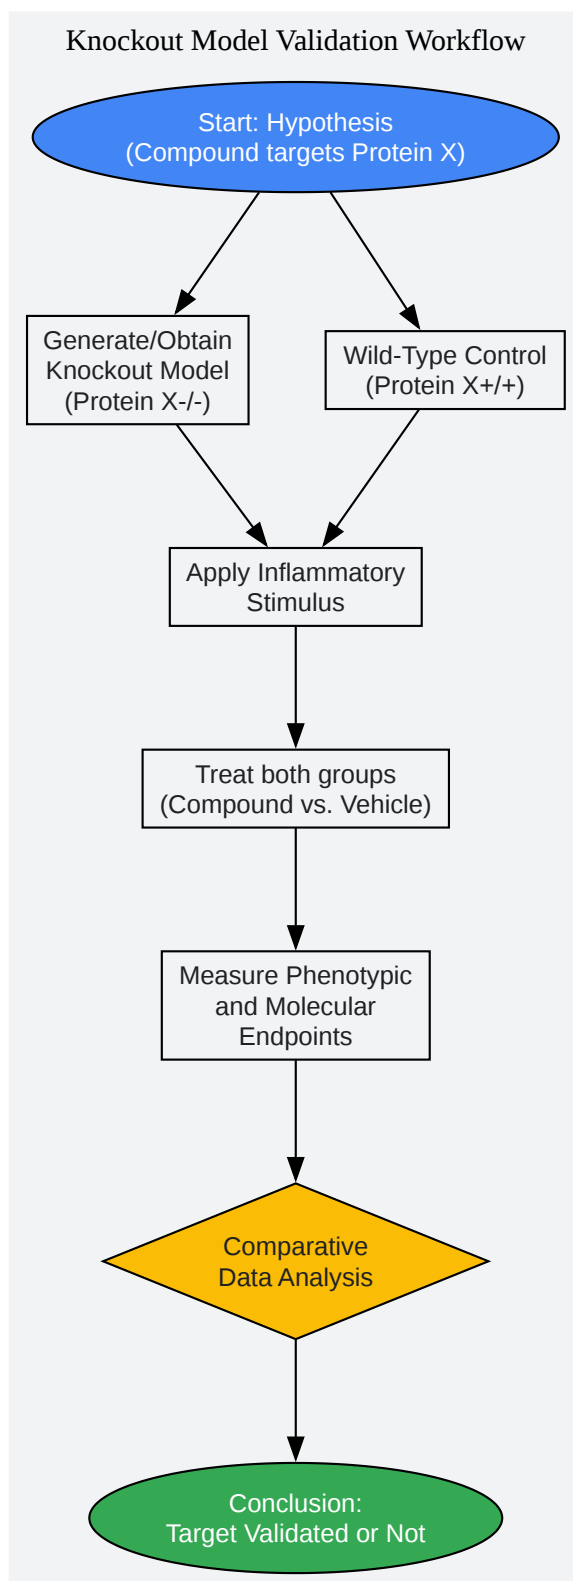 Knockout Model Validation Workflow
Start: Hypothesis
(Compound targets Protein X)
Generate/Obtain
Knockout Model
(Protein X-/-)
Wild-Type Control
(Protein X+/+)
Apply Inflammatory
Stimulus
Treat both groups
(Compound vs. Vehicle)
Measure Phenotypic
and Molecular
Endpoints
Comparative
Data Analysis
Conclusion:
Target Validated or Not